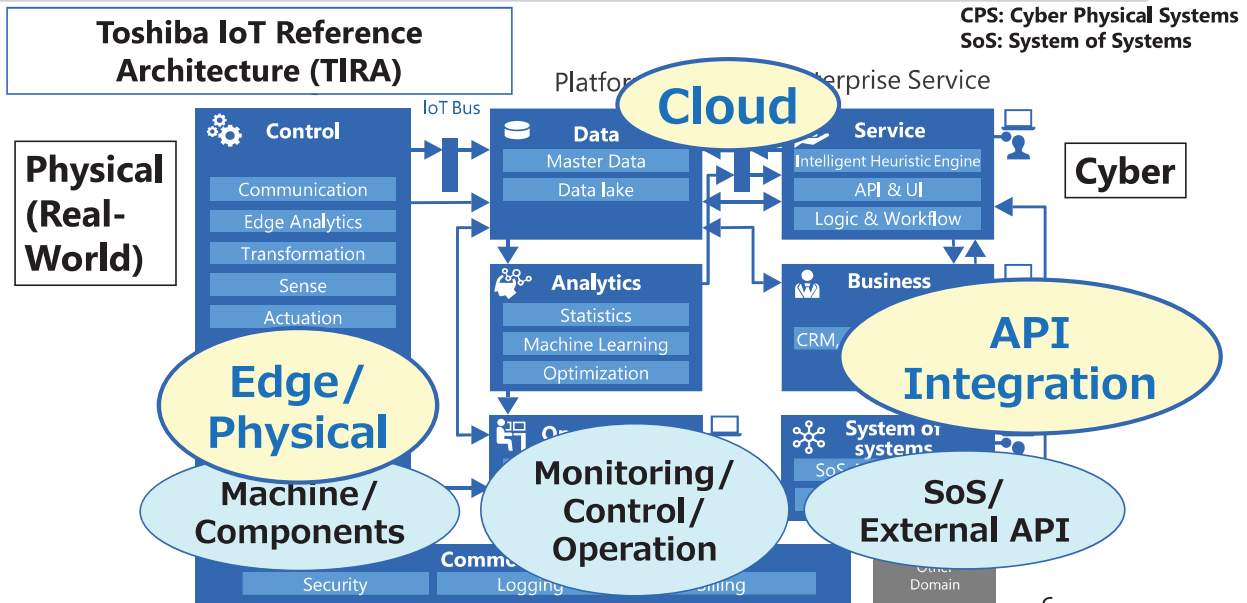 Toshiba IoT Reference
Architecture (TIRA)
CPS: Cyber Physical Systems
SoS: System of Systems
Physical
(Real-
World)
Cyber
IoT Bus
Cloud
Control
Communication
Edge Analytics
Transformation
Sense
Actuation
Edge/
Physical
Machine/
Components
Data
Master Data
Data lake
Analytics
Statistics
Machine Learning
Optimization
Monitoring/
Control/
Operation
Service
Service
Intelligent Heuristic Engine
API & UI
Logic & Workflow
Business
CRM,
API
Integration
System of
systems
SoS/
External API
Security
Logging
Other
Domain